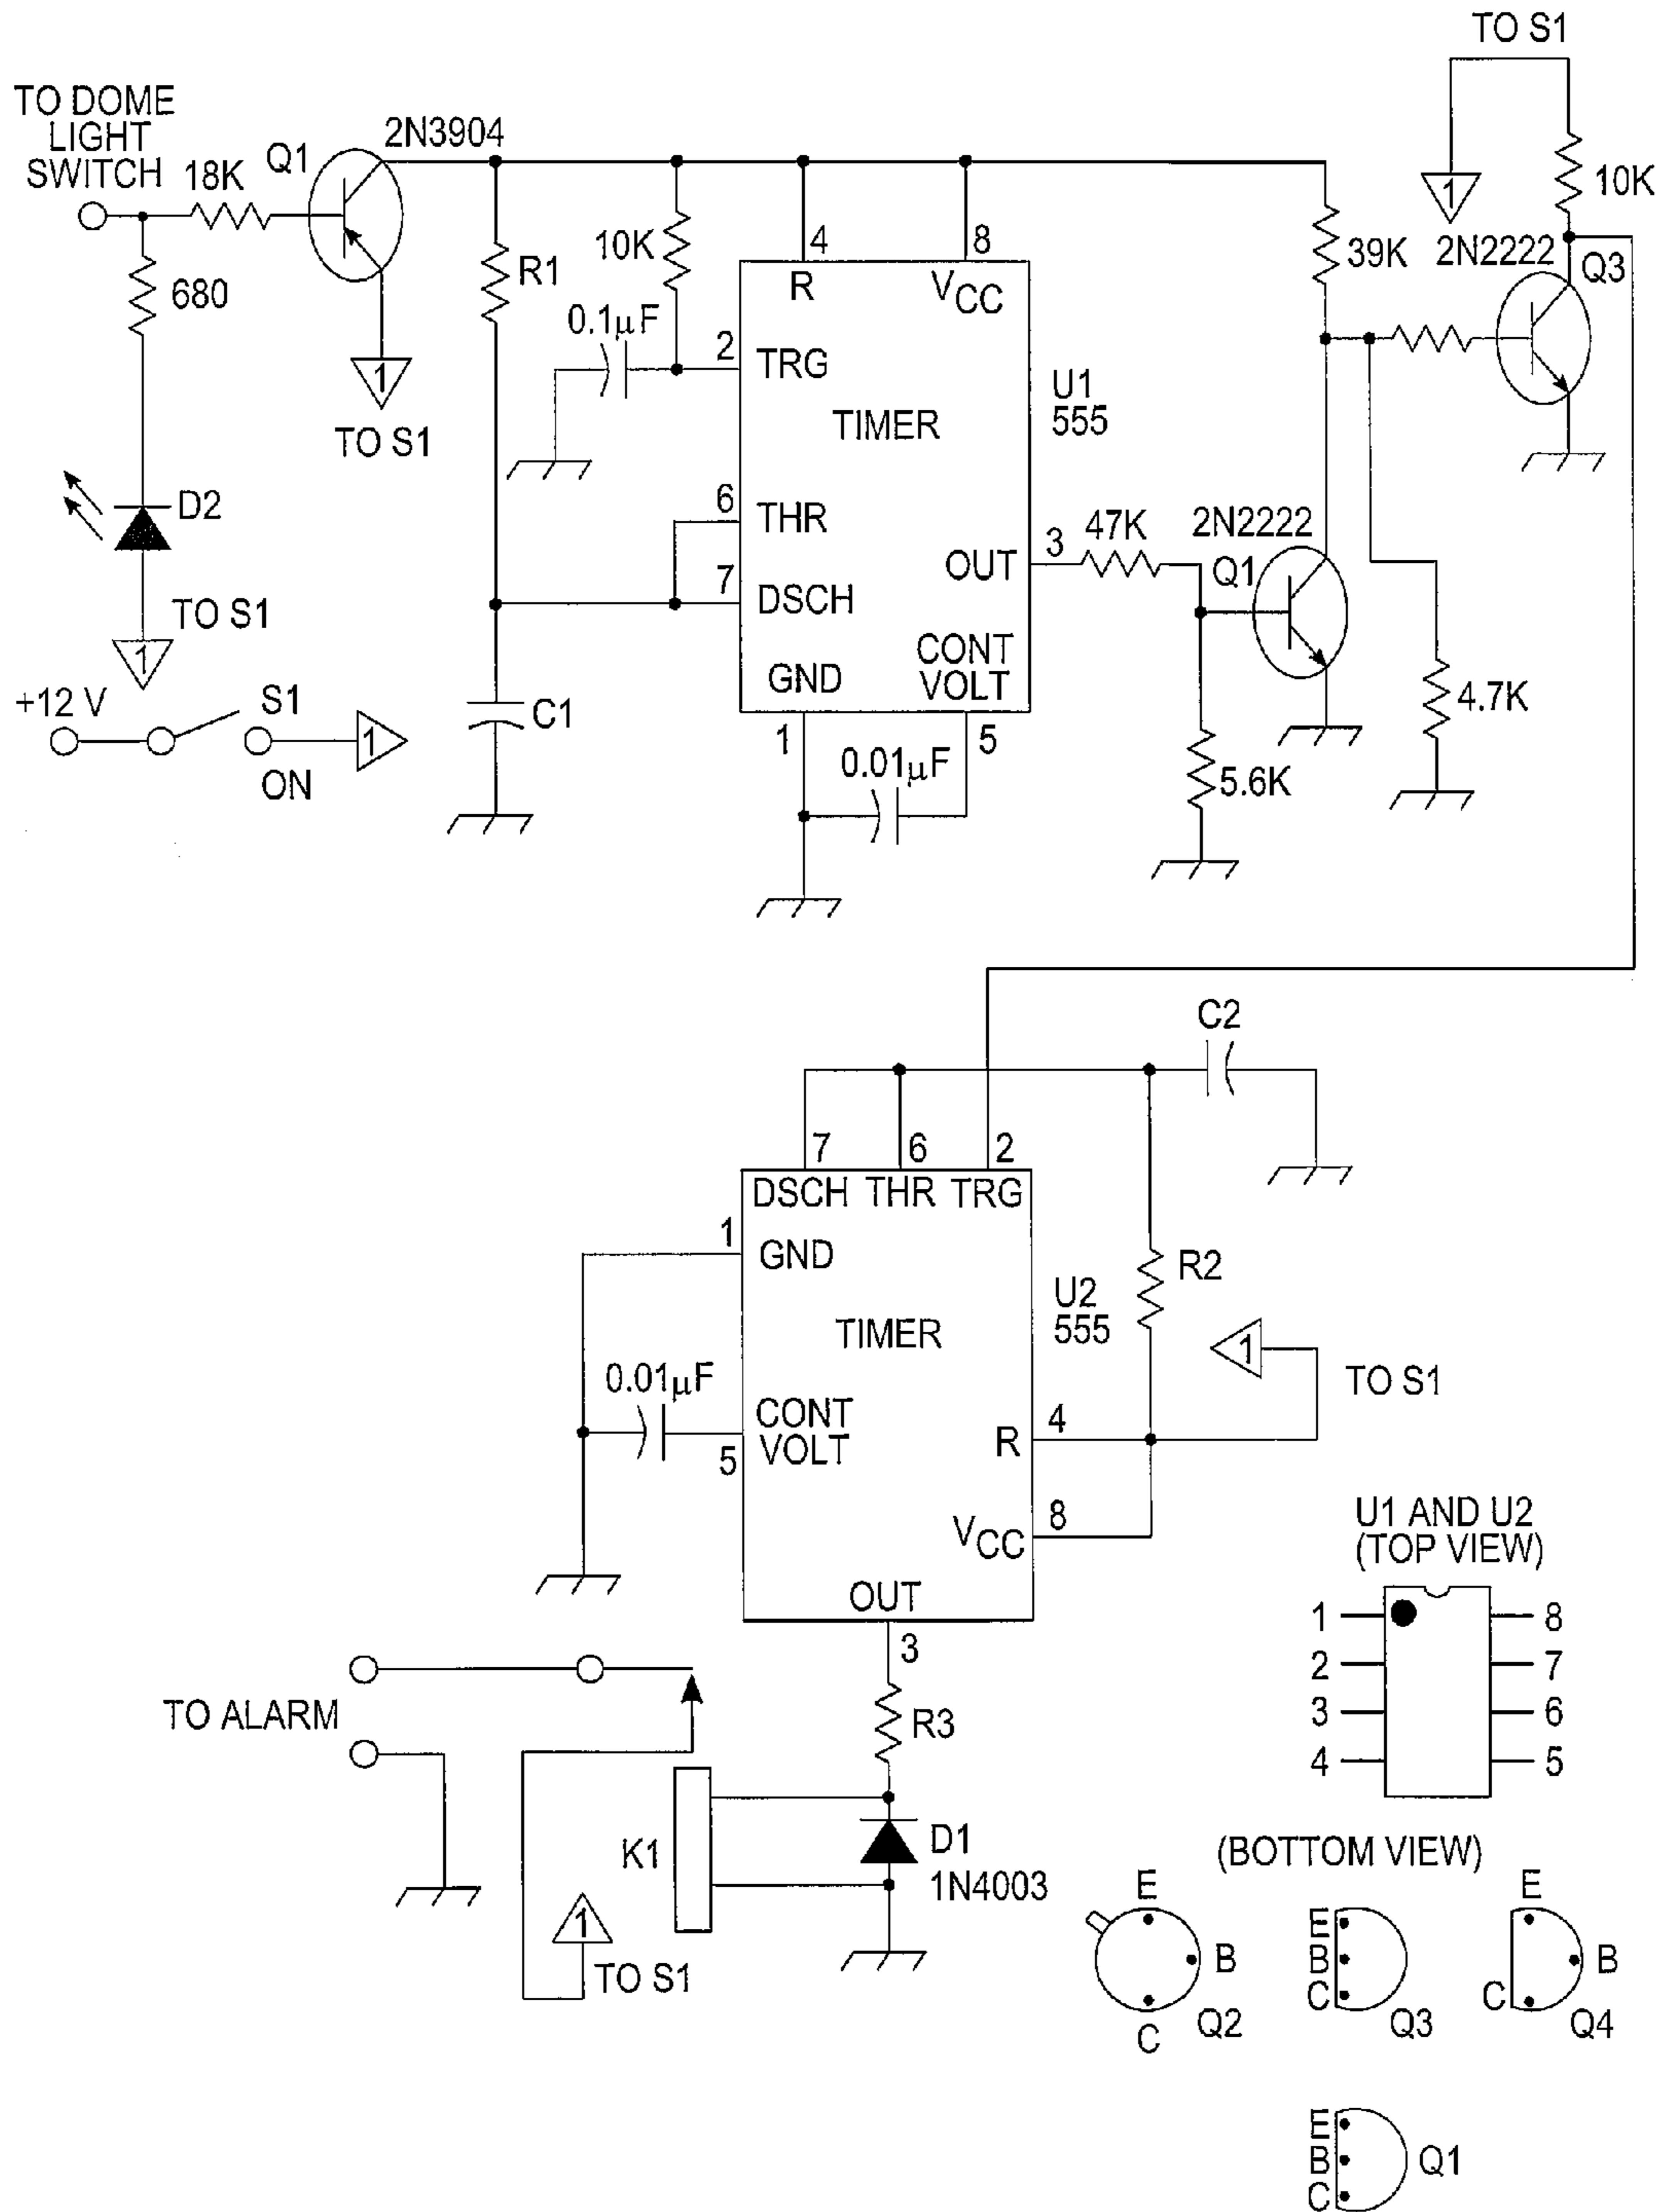 TO S1
TO DOME
LIGHT
SWITCH
18K
Q1
2N3904
680
D2
TO S1
1
1
TO S1
+12 V
S1
ON
1
R1
C1
10K
0.1µF
4
8
R
VCC
2
TRG
TIMER
U1
555
6
THR
7
DSCH
OUT
3
GND
CONT
VOLT
1
5
0.01µF
47K
2N2222
Q1
5.6K
39K
4.7K
1
10K
2N2222
Q3
C2
7
6
2
DSCH
THR
TRG
1
GND
TIMER
U2
555
R2
1
TO S1
0.01µF
CONT
VOLT
5
R
4
VCC
8
OUT
3
R3
TO ALARM
K1
D1
1N4003
1
TO S1
U1 AND U2
(TOP VIEW)
1
8
2
7
3
6
4
5
(BOTTOM VIEW)
E
B
C
Q2
E
B
C
Q3
E
B
C
Q4
E
B
C
Q1